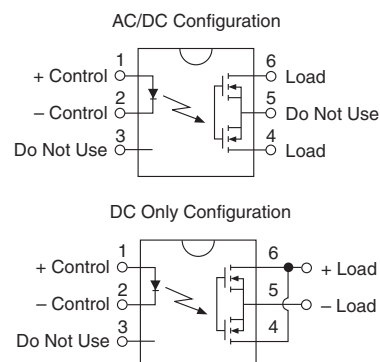 AC/DC Configuration
1
6
+ Control
Load
2
5
– Control
Do Not Use
3
4
Do Not Use
Load
DC Only Configuration
1
6
+ Control
+ Load
2
5
– Control
– Load
3
4
Do Not Use